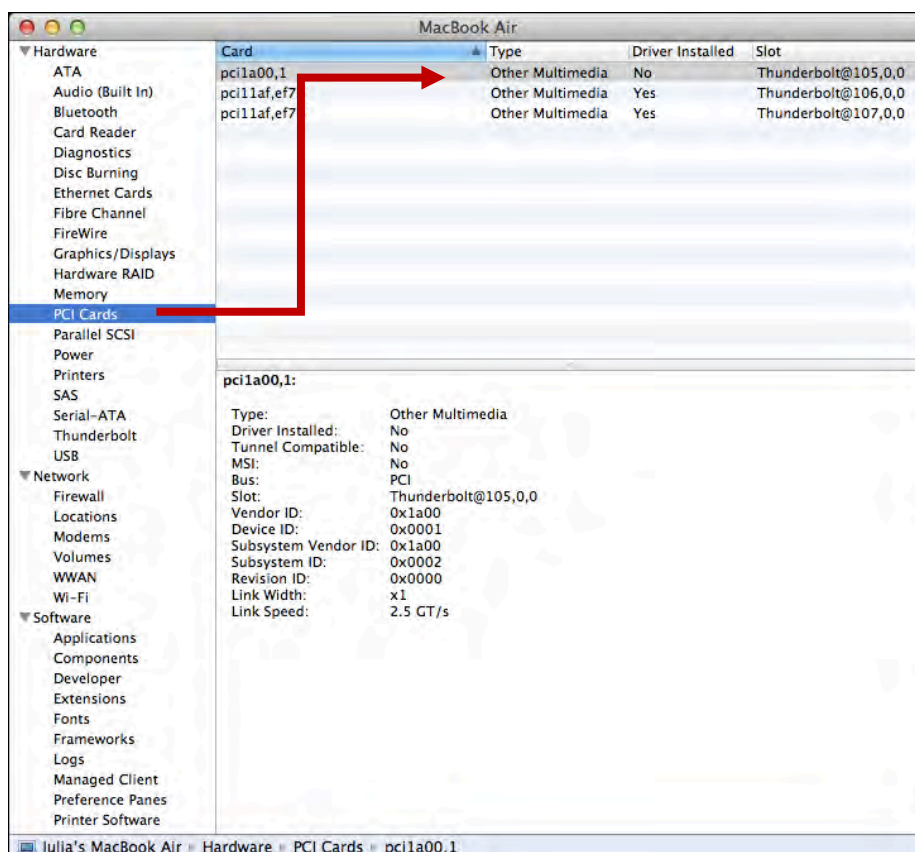 MacBook Air
Hardware
ATA
Audio (Built In)
Bluetooth
Card Reader
Diagnostics
Disc Burning
Ethernet Cards
Fibre Channel
FireWire
Graphics/Displays
Hardware RAID
Memory
PCI Cards
Parallel SCSI
Power
Printers
SAS
Serial-ATA
Thunderbolt
USB
Network
Firewall
Locations
Modems
Volumes
WWAN
Wi-Fi
Software
Applications
Components
Developer
Extensions
Fonts
Frameworks
Logs
Managed Client
Preference Panes
Printer Software
Card Type Driver Installed Slot
pci1a00,1 Other Multimedia No Thunderbolt@105,0,0
pci11af,ef7 Other Multimedia Yes Thunderbolt@106,0,0
pci11af,ef7 Other Multimedia Yes Thunderbolt@107,0,0
pci1a00,1:
Type: Other Multimedia
Driver Installed: No
Tunnel Compatible: No
MSI: No
Bus: PCI
Slot: Thunderbolt@105,0,0
Vendor ID: 0x1a00
Device ID: 0x0001
Subsystem Vendor ID: 0x1a00
Subsystem ID: 0x0002
Revision ID: 0x0000
Link Width: x1
Link Speed: 2.5 GT/s
Julia's MacBook Air Hardware PCI Cards pci1a00,1